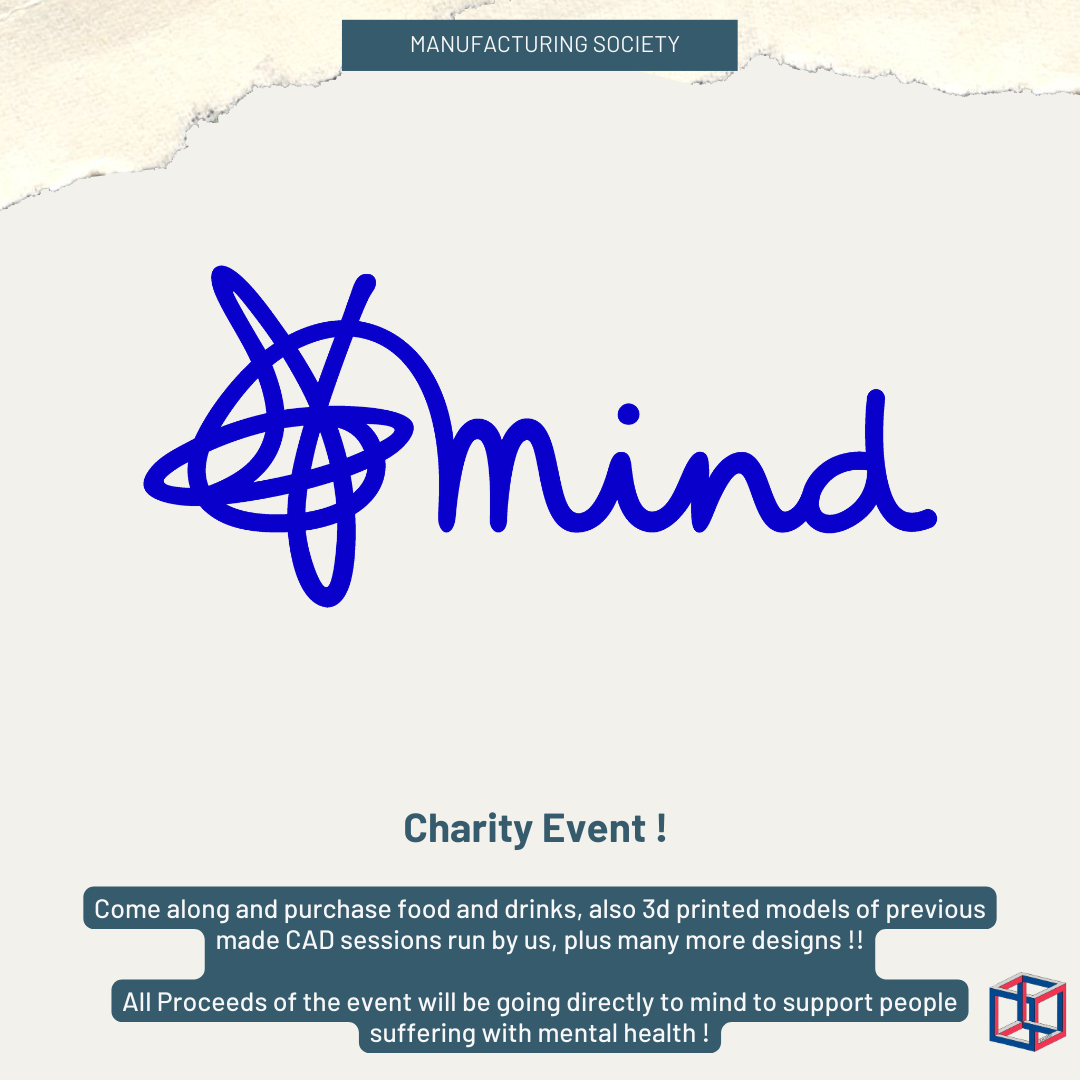 MANUFACTURING SOCIETY
mind
Charity Event !
Come along and purchase food and drinks, also 3d printed models of previous
made CAD sessions run by us, plus many more designs !!
All Proceeds of the event will be going directly to mind to support people
suffering with mental health !